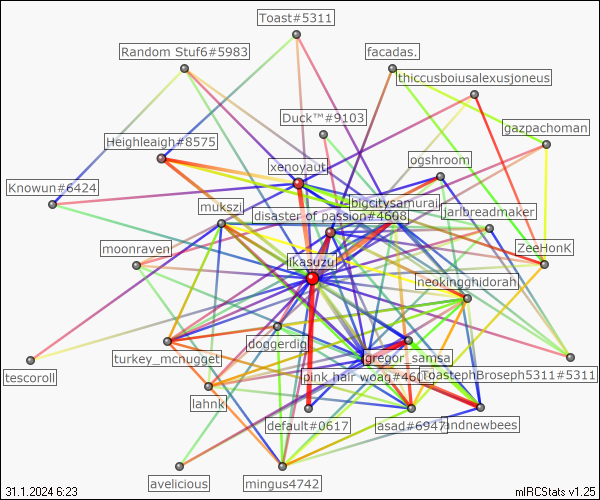 Toast#5311
Random Stuf6#5983
facadas.
thiccusboiusalexusjoneus
Duck™#9103
gazpachoman
Heighleaigh#8575
ogshroom
xenoyaut
Knowun#6424
bigcitysamurai
mukszi
disaster of passion#4608
jarlbreadmaker
moonraven
ZeeHonK
likasuzu
neokingghidorah
doggerdig
turkey_mcnugget
gregor_samsa
tescoroll
pink hair woag#46
ToastephBroseph5311#5311
lahnk
default#0617
asad#6947
andnewbees
avelicious
mingus4742
31.1.2024 6:23
mIRCStats v1.25